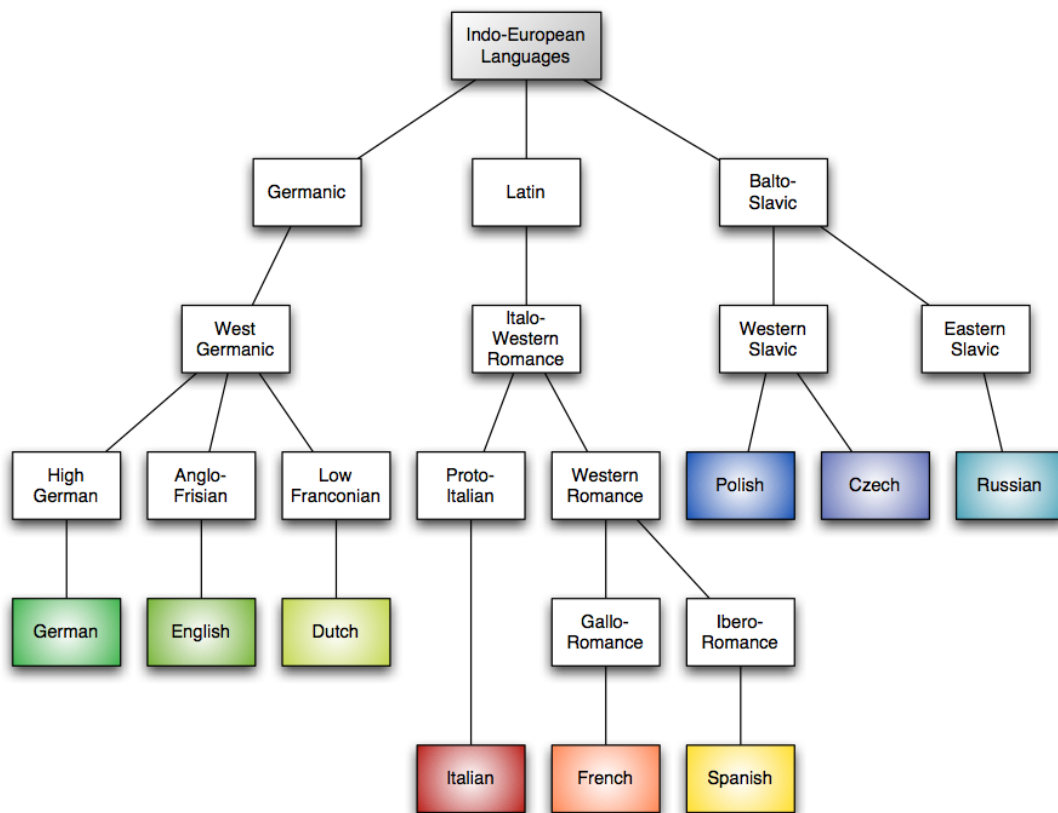 Indo-European
Languages
Germanic
Latin
Balto-
Slavic
West
Germanic
Italo-
Western
Romance
Western
Slavic
Eastern
Slavic
High
German
Anglo-
Frisian
Low
Franconian
Proto-
Italian
Western
Romance
Polish
Czech
Russian
German
English
Dutch
Gallo-
Romance
Ibero-
Romance
Italian
French
Spanish